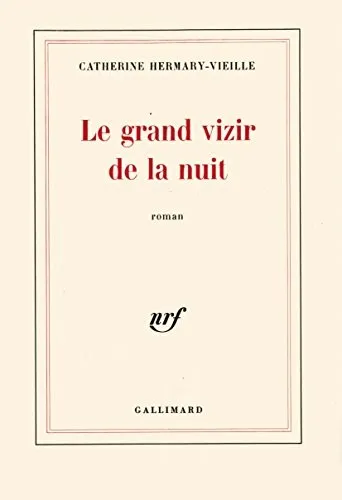 CATHERINE HERMARY-VIEILLE
Le grand vizir
de la nuit
roman
nrf
GALLIMARD